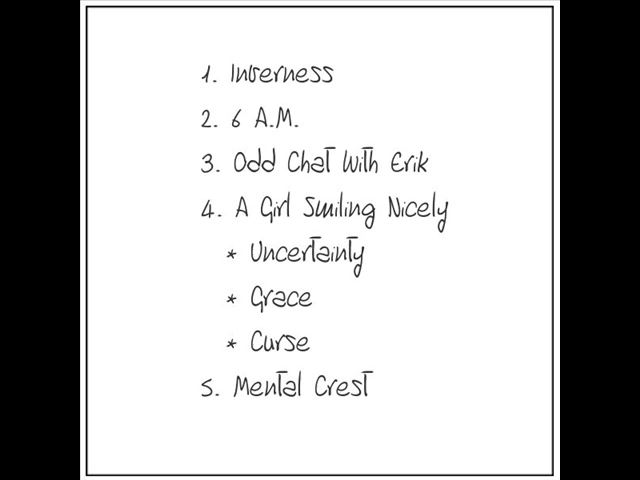 1. Inverness
2. 6 A.M.
3. Odd Chat With Erik
4. A Girl Smiling Nicely
* Uncertainty
* Grace
* Curse
5. Mental Crest